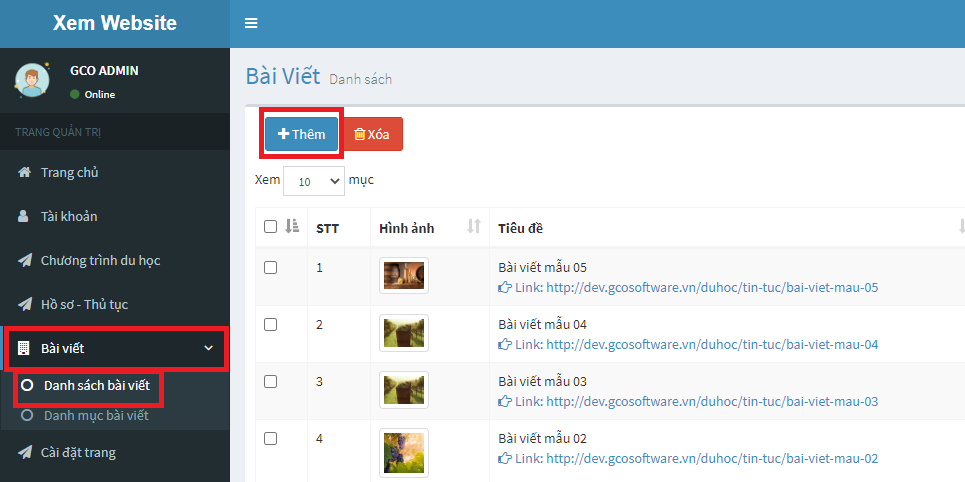 Xem Website
GCO ADMIN
Online
TRANG QUẢN TRỊ
Trang chủ
Tài khoản
Chương trình du học
Hồ sơ - Thủ tục
Bài viết
Danh sách bài viết
Danh mục bài viết
Cài đặt trang
Bài Viết Danh sách
Thêm Xóa
Xem 10 mục
STT Hình ảnh Tiêu đề
1 Bài viết mẫu 05
Link: http://dev.gcosoftware.vn/duhoc/tin-tuc/bai-viet-mau-05
2 Bài viết mẫu 04
Link: http://dev.gcosoftware.vn/duhoc/tin-tuc/bai-viet-mau-04
3 Bài viết mẫu 03
Link: http://dev.gcosoftware.vn/duhoc/tin-tuc/bai-viet-mau-03
4 Bài viết mẫu 02
Link: http://dev.gcosoftware.vn/duhoc/tin-tuc/bai-viet-mau-02